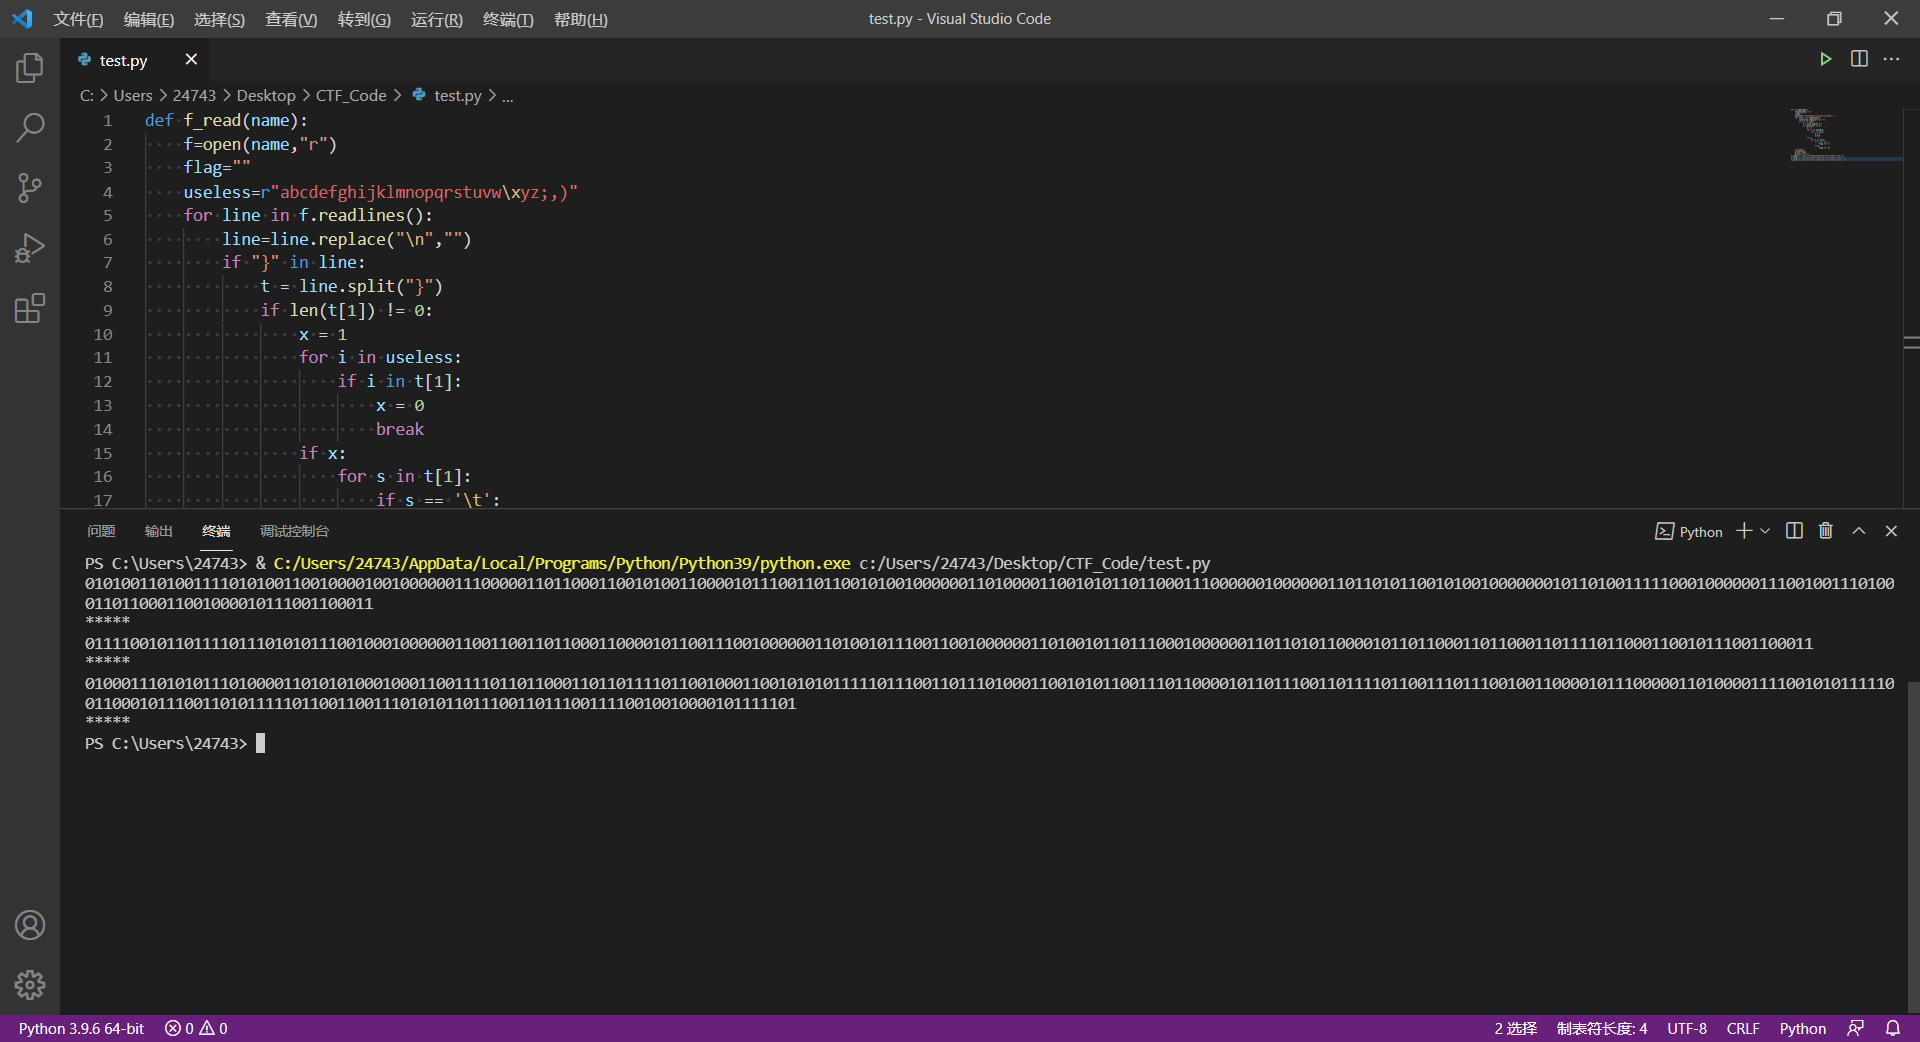 文件(F) 编辑(E) 选择(S) 查看(V) 转到(G) 运行(R) 终端(T) 帮助(H) test.py - Visual Studio Code
test.py
C: > Users > 24743 > Desktop > CTF_Code > test.py > ...
1 def f_read(name):
2 f=open(name,"r")
3 flag=""
4 useless=r"abcdefghijklmnopqrstuvw\xyz;,)"
5 for line in f.readlines():
6 line=line.replace("\n","")
7 if "}" in line:
8 t = line.split("}")
9 if len(t[1]) != 0:
10 x = 1
11 for i in useless:
12 if i in t[1]:
13 x = 0
14 break
15 if x:
16 for s in t[1]:
17 if s == '\t':
问题 输出 终端 调试控制台 Python
PS C:\Users\24743> & C:/Users/24743/AppData/Local/Programs/Python/Python39/python.exe c:/Users/24743/Desktop/CTF_Code/test.py
*****
*****
*****
PS C:\Users\24743>
Python 3.9.6 64-bit 0 0 2 选择 制表符长度: 4 UTF-8 CRLF Python